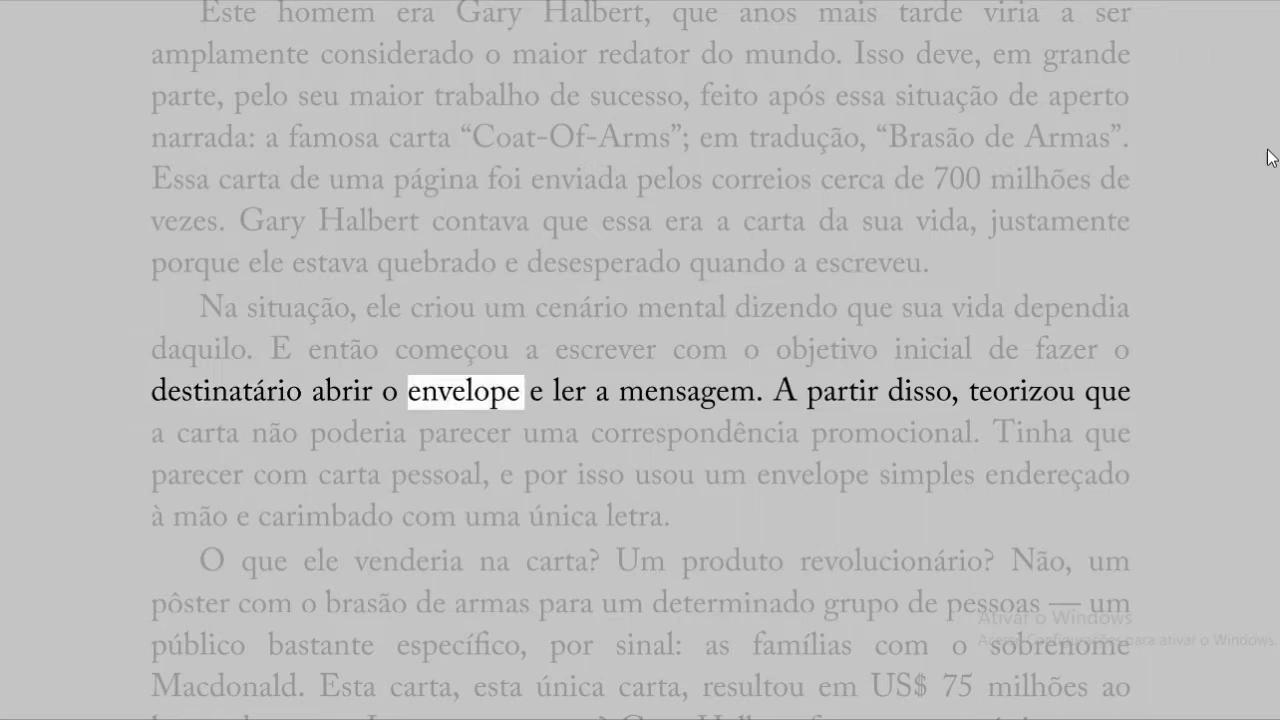 Este homem era Gary Halbert, que anos mais tarde viria a ser
amplamente considerado o maior redator do mundo. Isso deve, em grande
parte, pelo seu maior trabalho de sucesso, feito após essa situação de aperto
narrada: a famosa carta “Coat-Of-Arms”; em tradução, “Brasão de Armas”.
Essa carta de uma página foi enviada pelos correios cerca de 700 milhões de
vezes. Gary Halbert contava que essa era a carta da sua vida, justamente
porque ele estava quebrado e desesperado quando a escreveu.
Na situação, ele criou um cenário mental dizendo que sua vida dependia
daquilo. E então começou a escrever com o objetivo inicial de fazer o
destinatário abrir o envelope e ler a mensagem. A partir disso, teorizou que
a carta não poderia parecer uma correspondência promocional. Tinha que
parecer com carta pessoal, e por isso usou um envelope simples endereçado
à mão e carimbado com uma única letra.
O que ele venderia na carta? Um produto revolucionário? Não, um
pôster com o brasão de armas para um determinado grupo de pessoas — um
público bastante específico, por sinal: as famílias com o sobrenome
Macdonald. Esta carta, esta única carta, resultou em US$ 75 milhões ao
Ativar o Windows
Acesse Configurações para ativar o Windows.